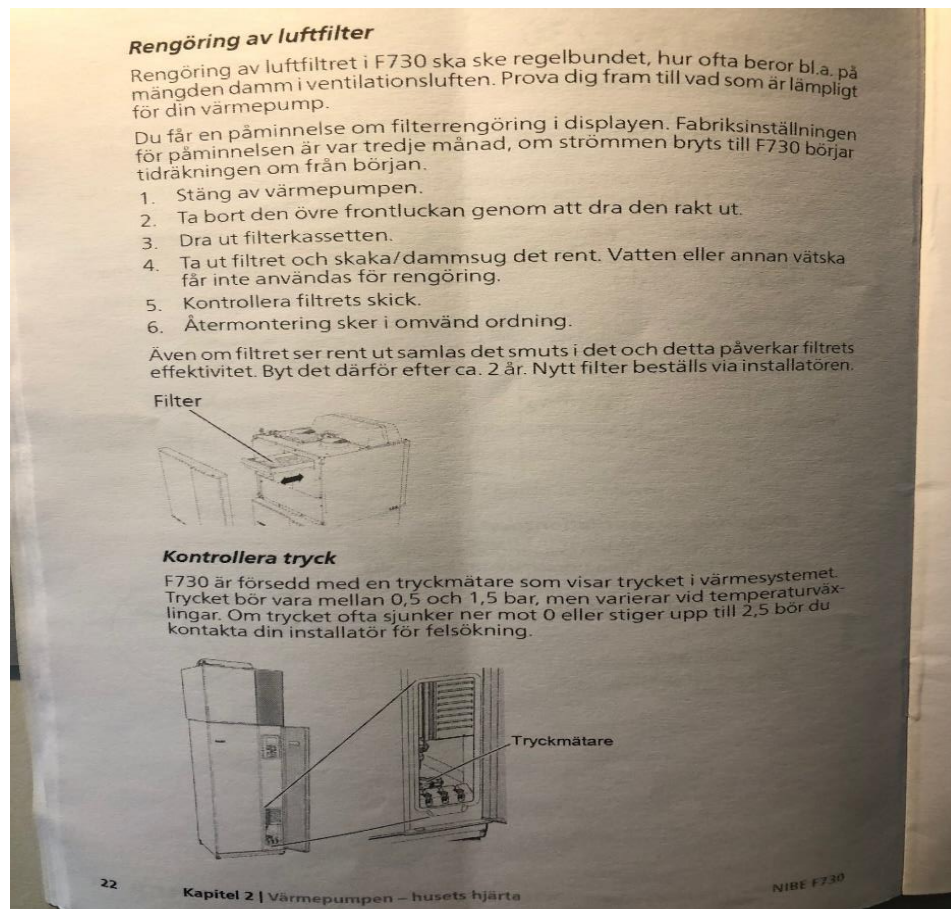 Rengöring av luftfilter
Rengöring av luftfiltret i F730 ska ske regelbundet, hur ofta beror bl.a. på
mängden damm i ventilationsluften. Prova dig fram till vad som är lämpligt
för din värmepump.
Du får en påminnelse om filterrengöring i displayen. Fabriksinställningen
för påminnelsen är var tredje månad, om strömmen bryts till F730 börjar
tidräkningen om från början.
1. Stäng av värmepumpen.
2. Ta bort den övre frontluckan genom att dra den rakt ut.
3. Dra ut filterkassetten.
4. Ta ut filtret och skaka/dammsug det rent. Vatten eller annan vätska
får inte användas för rengöring.
5. Kontrollera filtrets skick.
6. Återmontering sker i omvänd ordning.
Även om filtret ser rent ut samlas det smuts i det och detta påverkar filtrets
effektivitet. Byt det därför efter ca. 2 år. Nytt filter beställs via installatören.
Filter
Kontrollera tryck
F730 är försedd med en tryckmätare som visar trycket i värmesystemet.
Trycket bör vara mellan 0,5 och 1,5 bar, men varierar vid temperaturväx-
lingar. Om trycket ofta sjunker ner mot 0 eller stiger upp till 2,5 bör du
kontakta din installatör för felsökning.
Tryckmätare
22 Kapitel 2 | Värmepumpen – husets hjärta NIBE F730